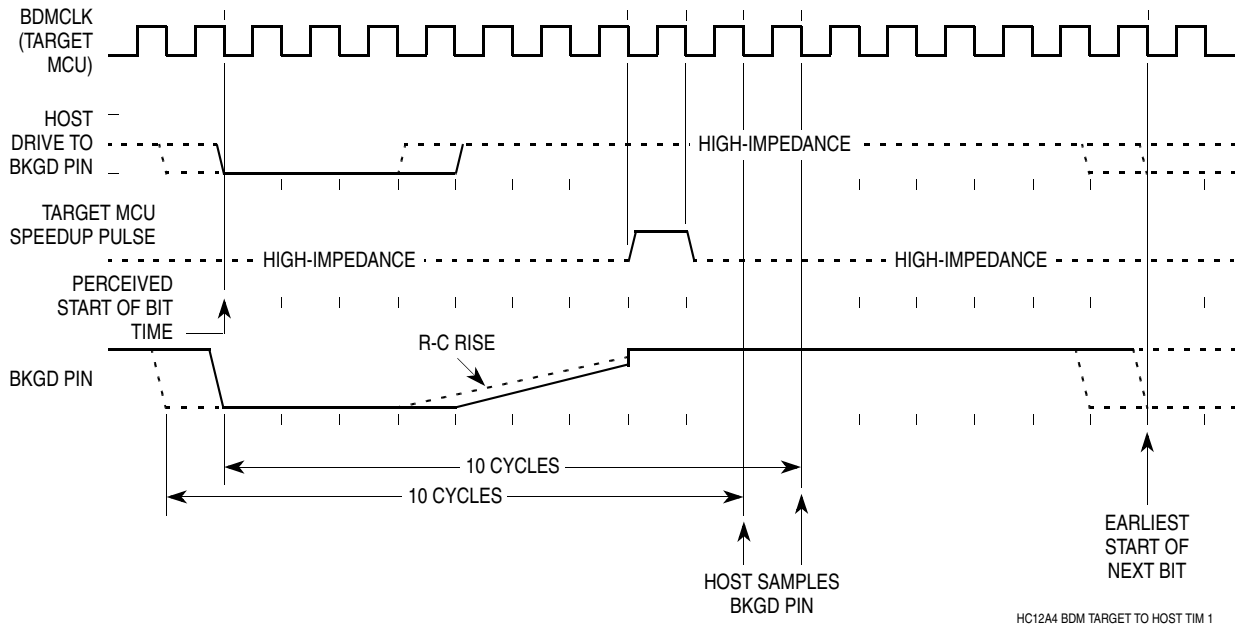 BDMCLK
(TARGET
MCU)
HOST
DRIVE TO
BKGD PIN
HIGH-IMPEDANCE
TARGET MCU
SPEEDUP PULSE
HIGH-IMPEDANCE
HIGH-IMPEDANCE
PERCEIVED
START OF BIT
TIME
R-C RISE
BKGD PIN
10 CYCLES
10 CYCLES
EARLIEST
START OF
NEXT BIT
HOST SAMPLES
BKGD PIN
HC12A4 BDM TARGET TO HOST TIM 1